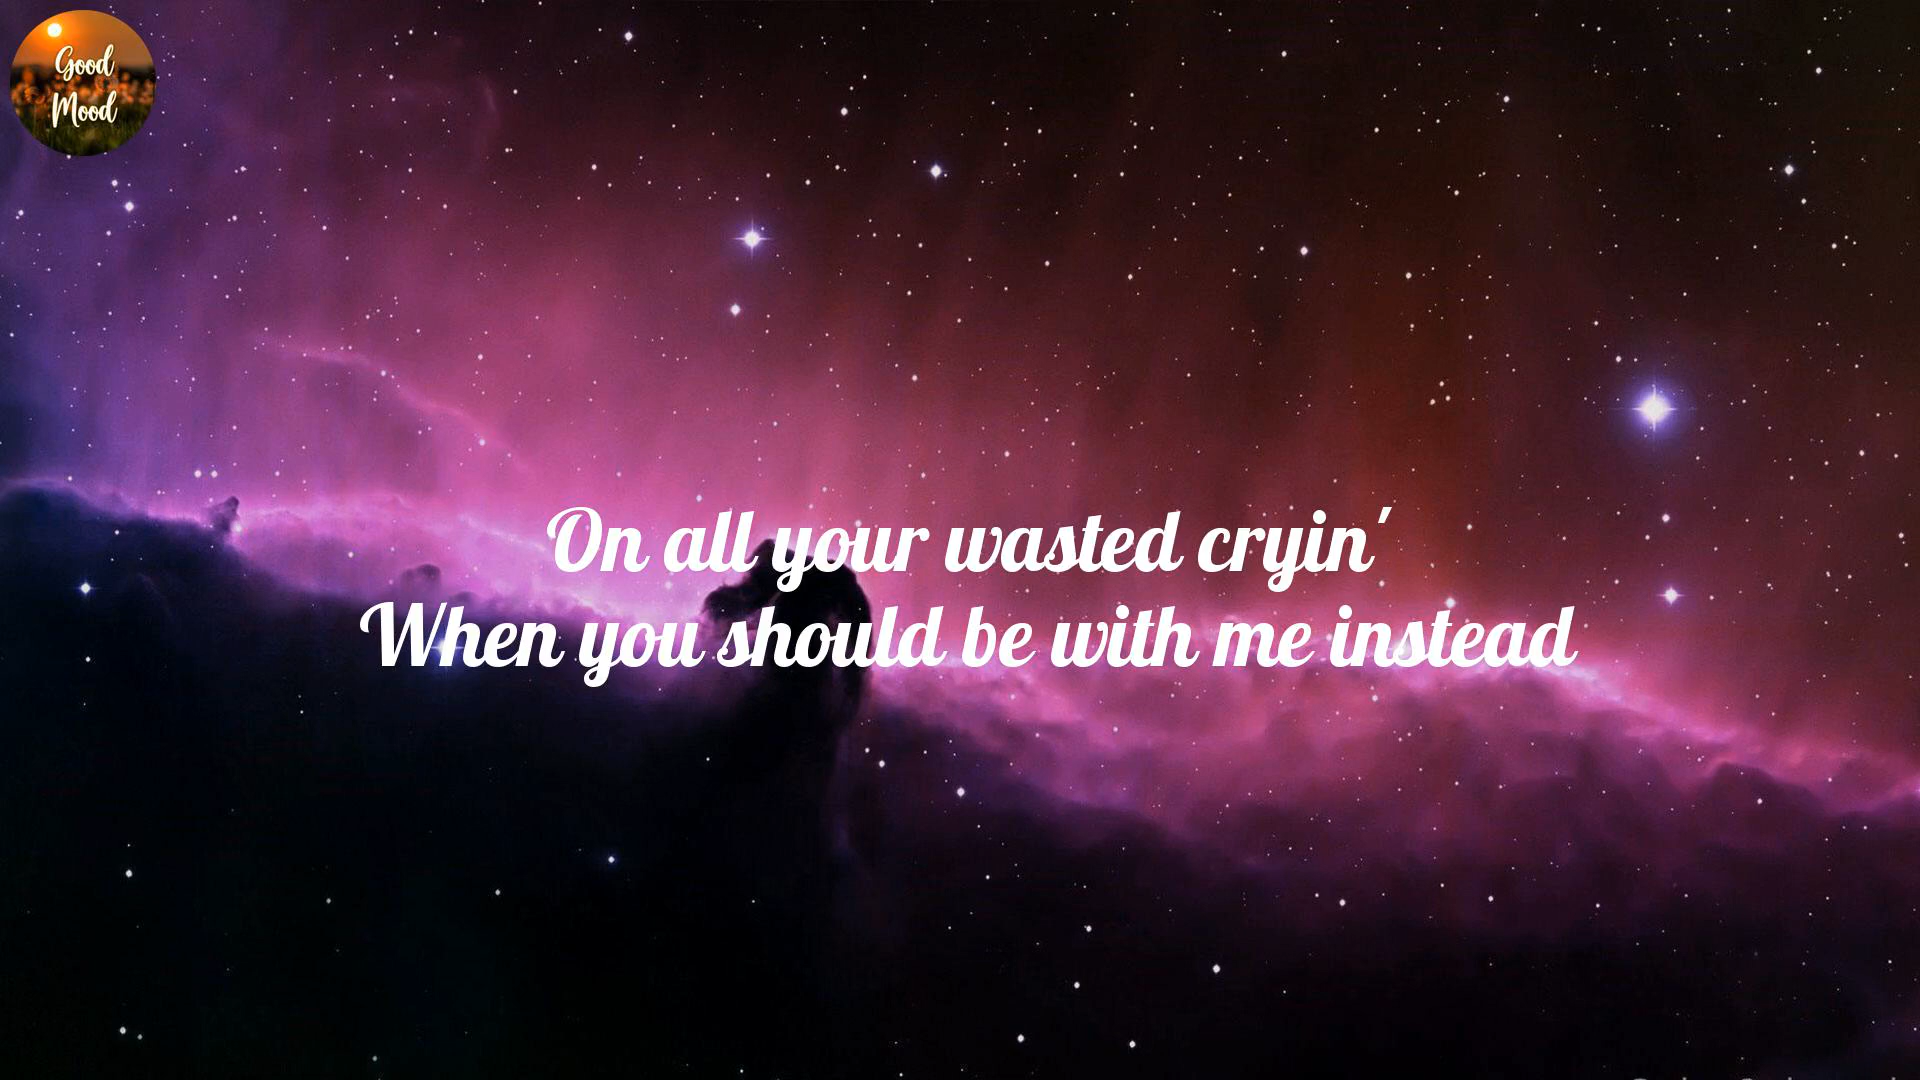 Good
Mood
On all your wasted cryin'
When you should be with me instead